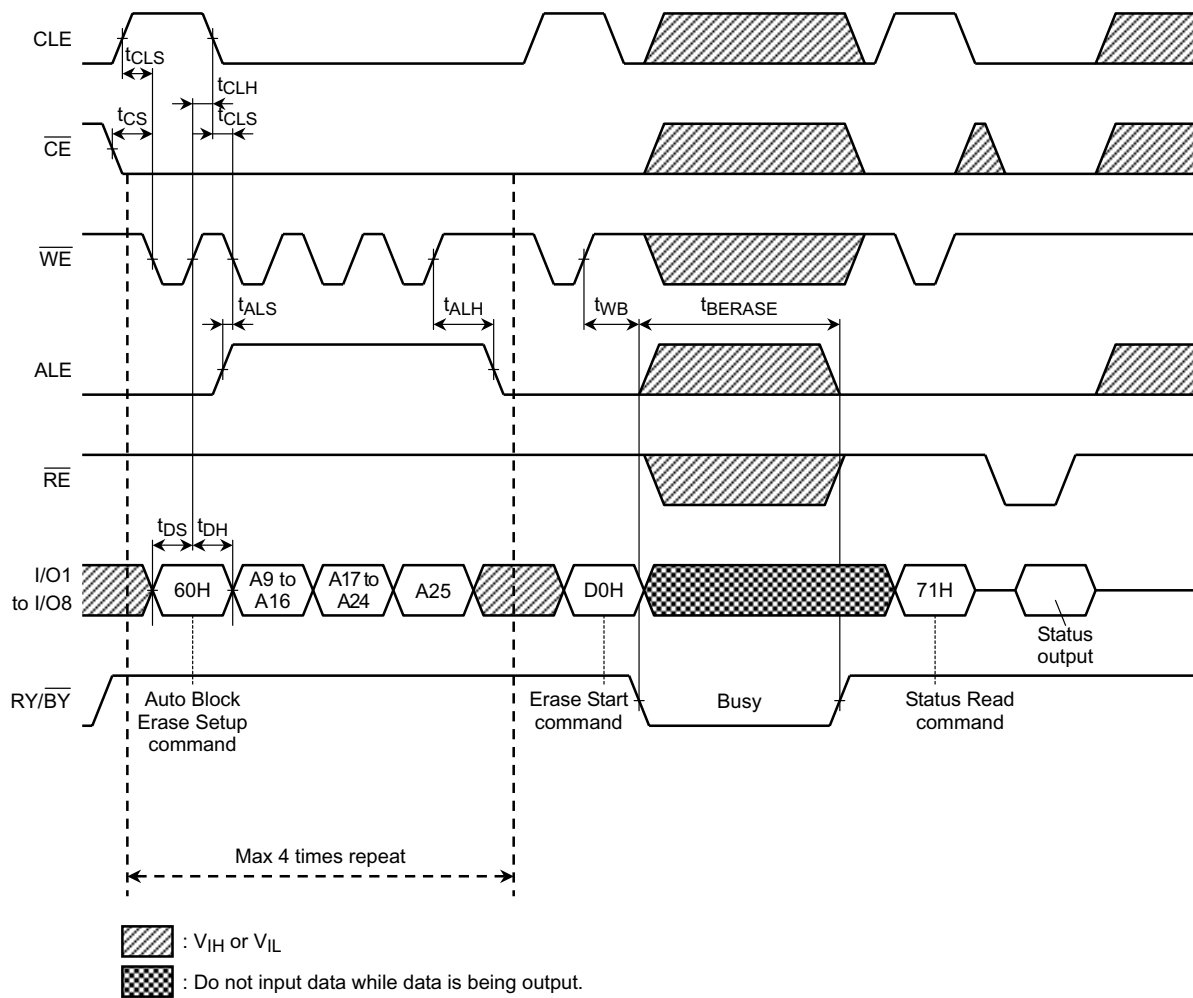 CLE
tCLS
tCLH
tCS
tCLS
CE
WE
tALS
tALH
tWB
tBERASE
ALE
RE
tDS
tDH
I/O1
to I/O8
60H
A9 to
A16
A17 to
A24
A25
D0H
71H
Status
output
RY/BY
Auto Block
Erase Setup
command
Erase Start
command
Busy
Status Read
command
Max 4 times repeat
: VIH or VIL
: Do not input data while data is being output.